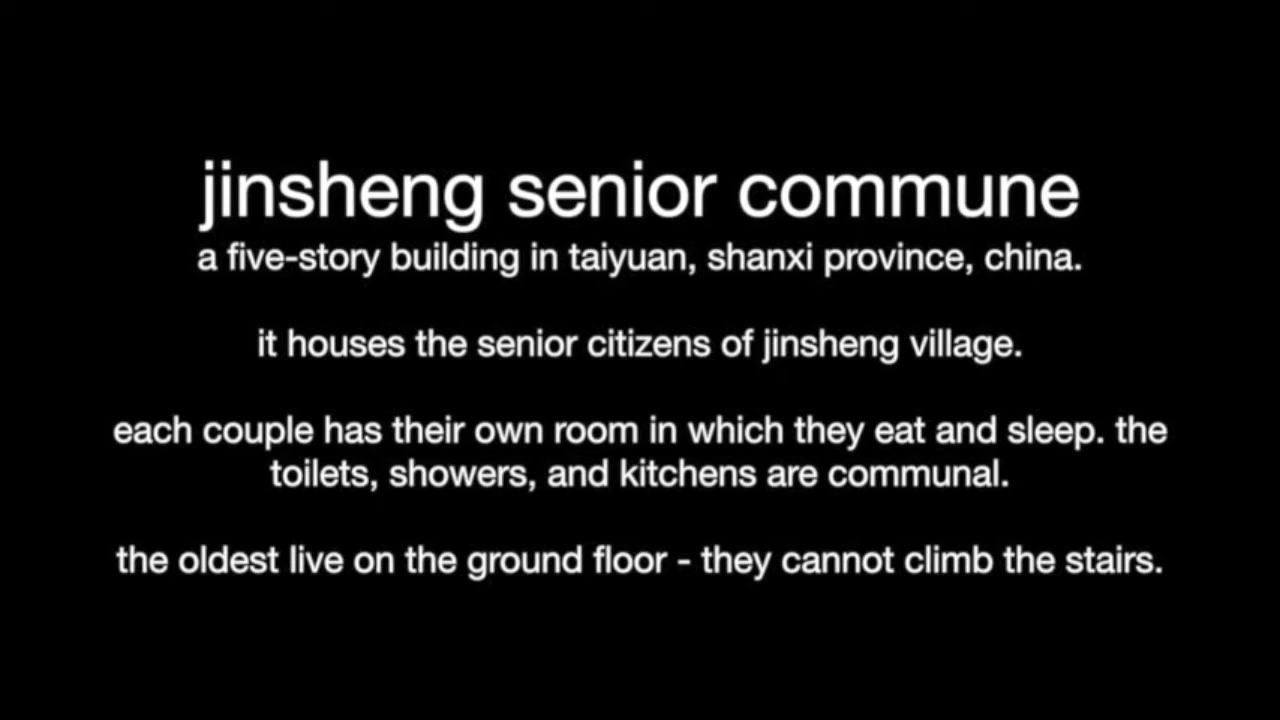 jinsheng senior commune
a five-story building in taiyuan, shanxi province, china.
it houses the senior citizens of jinsheng village.
each couple has their own room in which they eat and sleep. the
toilets, showers, and kitchens are communal.
the oldest live on the ground floor - they cannot climb the stairs.